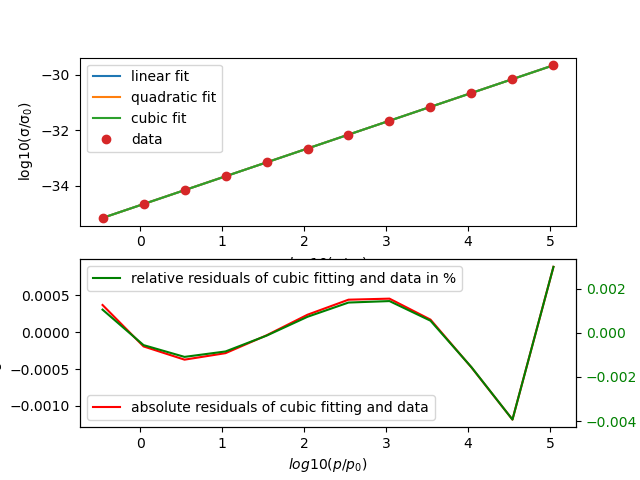 linear fit
quadratic fit
cubic fit
data
log10(σ/σ₀)
−30
−32
−34
0 1 2 3 4 5
relative residuals of cubic fitting and data in %
absolute residuals of cubic fitting and data
0.0005
0.0000
−0.0005
−0.0010
0.002
0.000
−0.002
−0.004
0 1 2 3 4 5
log10(p/p₀)